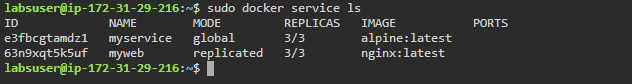 labsuser@ip-172-31-29-216:~$ sudo docker service ls
ID NAME MODE REPLICAS IMAGE PORTS
e3fbcgtamdz1 myservice global 3/3 alpine:latest
63n9xqt5k5uf myweb replicated 3/3 nginx:latest
labsuser@ip-172-31-29-216:~$